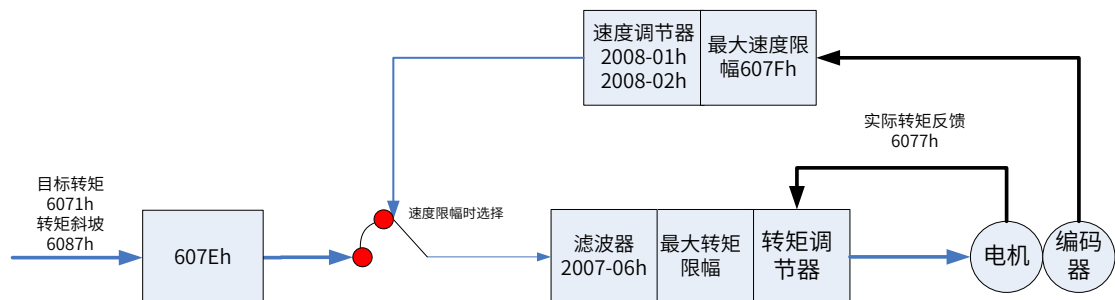 速度调节器
2008-01h
2008-02h
最大速度限
幅607Fh
实际转矩反馈
6077h
目标转矩
6071h
转矩斜坡
6087h
607Eh
速度限幅时选择
滤波器
2007-06h
最大转矩
限幅
转矩调
节器
电机
编码
器